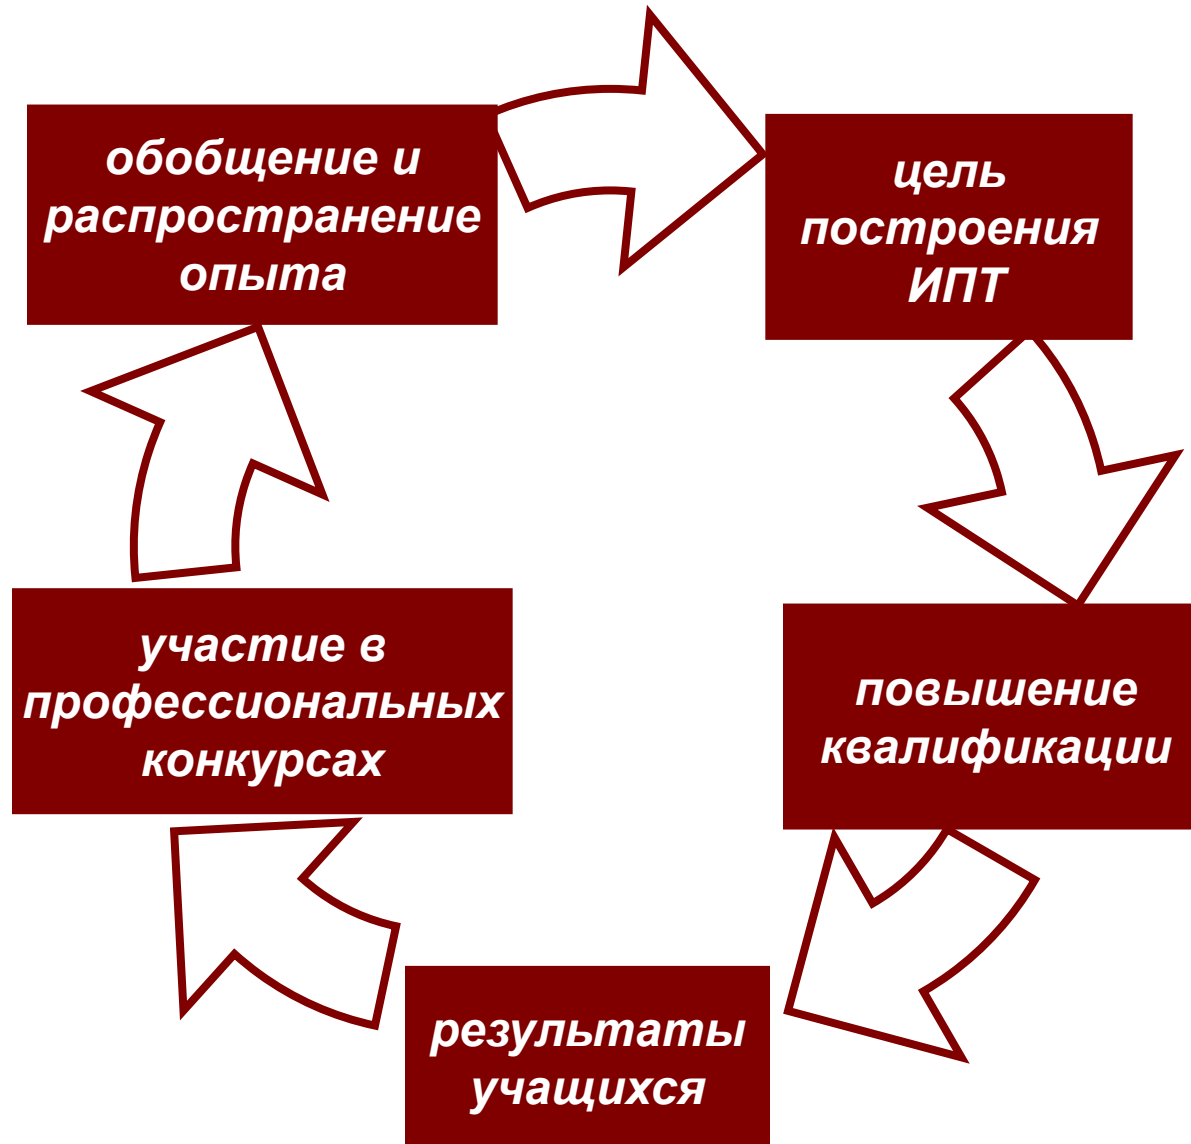 обобщение и
распространение
опыта
цель
построения
ИПТ
участие в
профессиональных
конкурсах
повышение
квалификации
результаты
учащихся